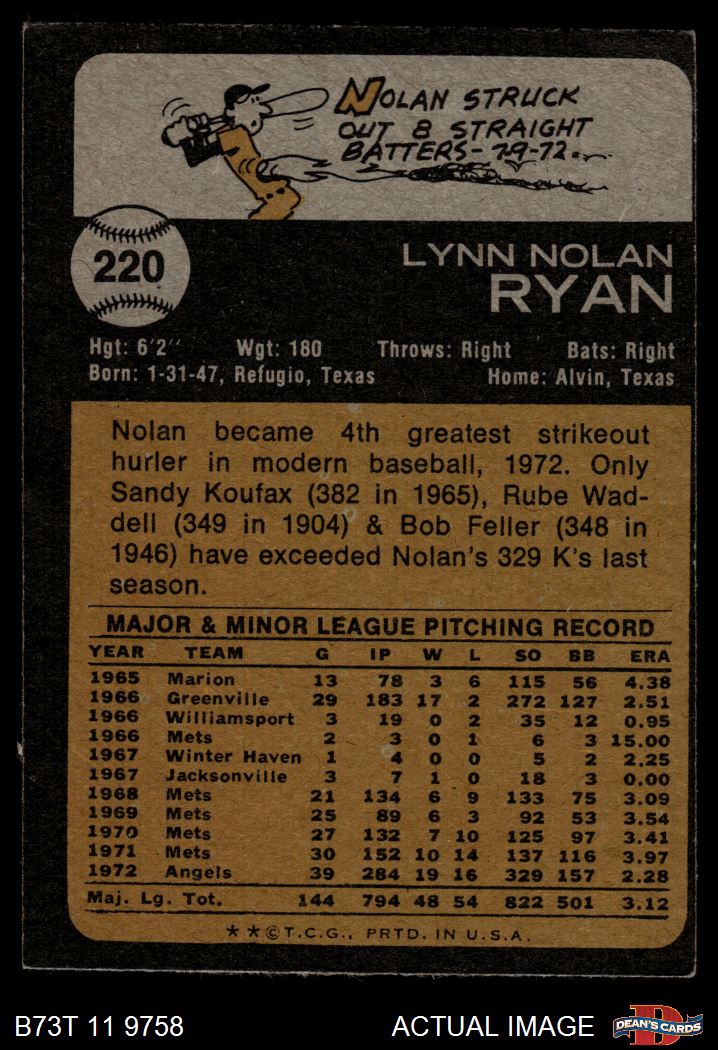 NOLAN STRUCK
OUT 8 STRAIGHT
BATTERS-7-9-72.
220
LYNN NOLAN
RYAN
Hgt: 6'2" Wgt: 180 Throws: Right Bats: Right
Born: 1-31-47, Refugio, Texas Home: Alvin, Texas
Nolan became 4th greatest strikeout
hurler in modern baseball, 1972. Only
Sandy Koufax (382 in 1965), Rube Wad-
dell (349 in 1904) & Bob Feller (348 in
1946) have exceeded Nolan's 329 K's last
season.
MAJOR & MINOR LEAGUE PITCHING RECORD
YEAR TEAM G IP W L SO BB ERA
1965 Marion 13 78 3 6 115 56 4.38
1966 Greenville 29 183 17 2 272 127 2.51
1966 Williamsport 3 19 0 2 35 12 0.95
1966 Mets 2 3 0 1 6 3 15.00
1967 Winter Haven 1 4 0 0 5 2 2.25
1967 Jacksonville 3 7 1 0 18 3 0.00
1968 Mets 21 134 6 9 133 75 3.09
1969 Mets 25 89 6 3 92 53 3.54
1970 Mets 27 132 7 10 125 97 3.41
1971 Mets 30 152 10 14 137 116 3.97
1972 Angels 39 284 19 16 329 157 2.28
Maj. Lg. Tot. 144 794 48 54 822 501 3.12
**©T.C.G., PRTD. IN U.S.A.
B73T 11 9758 ACTUAL IMAGE D DEAN'S CARDS